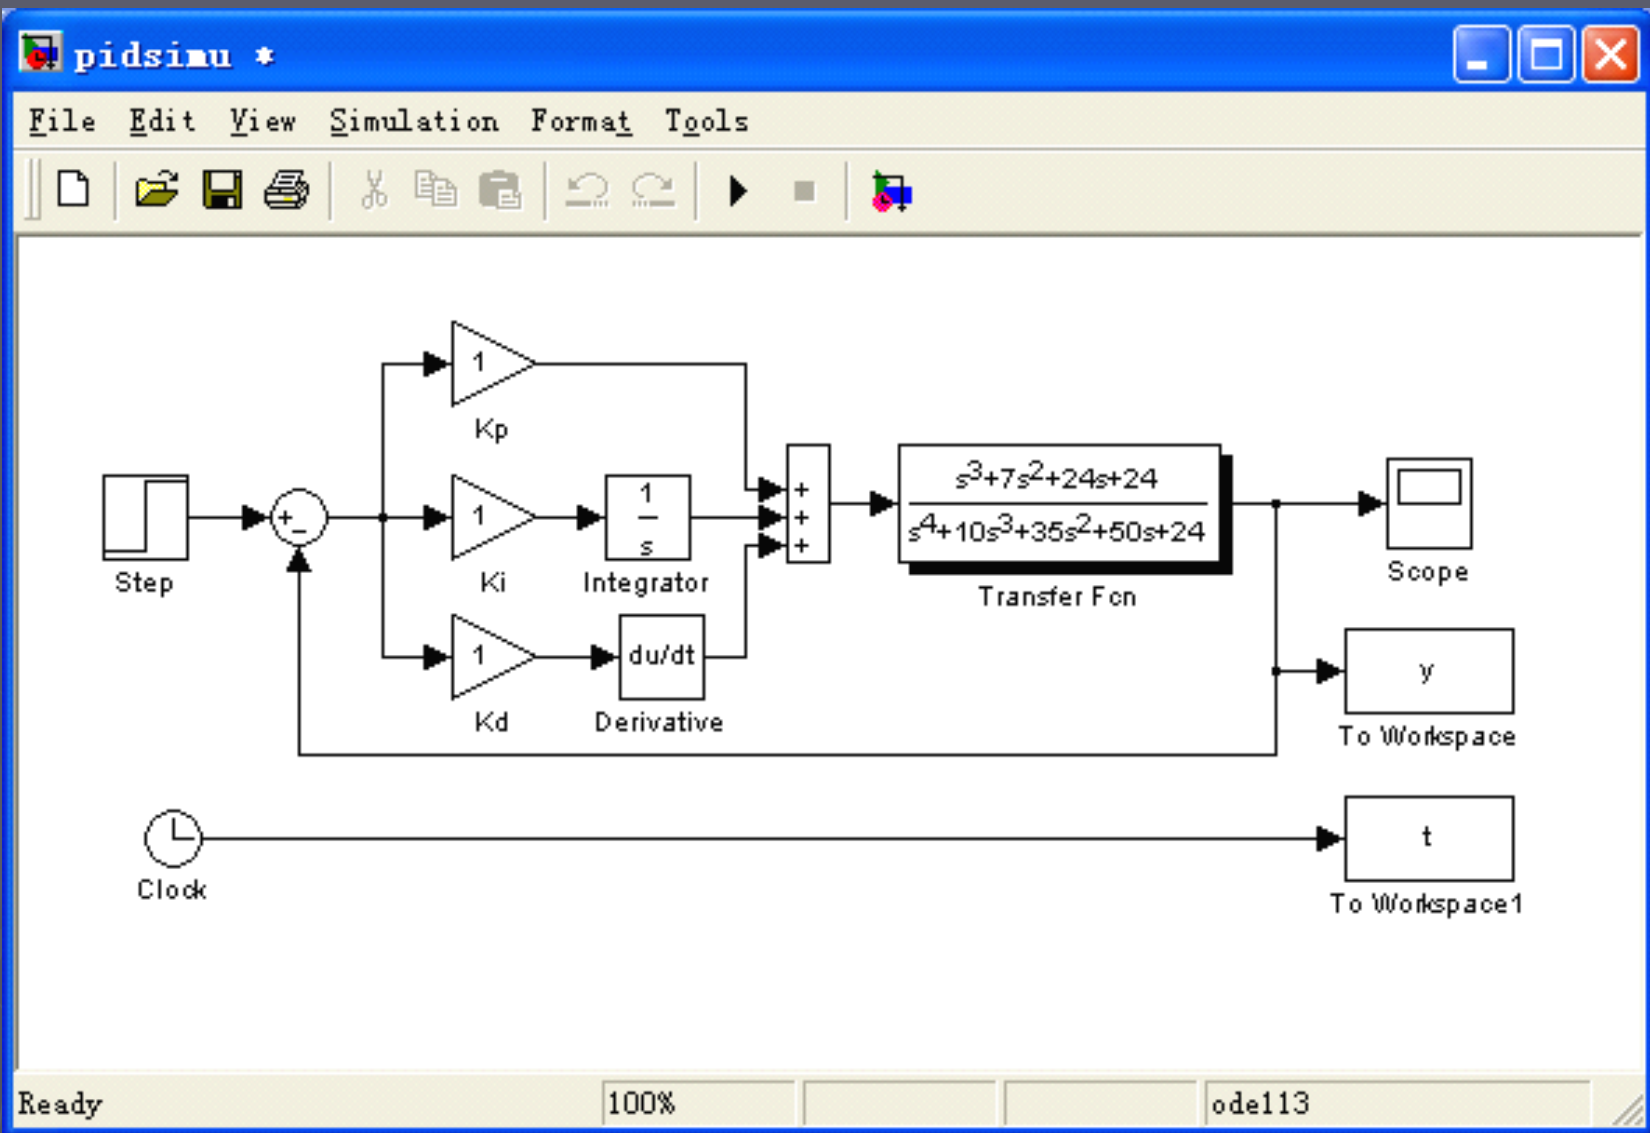 pidsimu *
File Edit View Simulation Format Tools
1
Kp
Step
+
−
1
Ki
1
s
Integrator
1
Kd
du/dt
Derivative
+
+
+
s3+7s2+24s+24
s4+10s3+35s2+50s+24
Transfer Fcn
Scope
y
To Workspace
Clock
t
To Workspace1
Ready 100% ode113